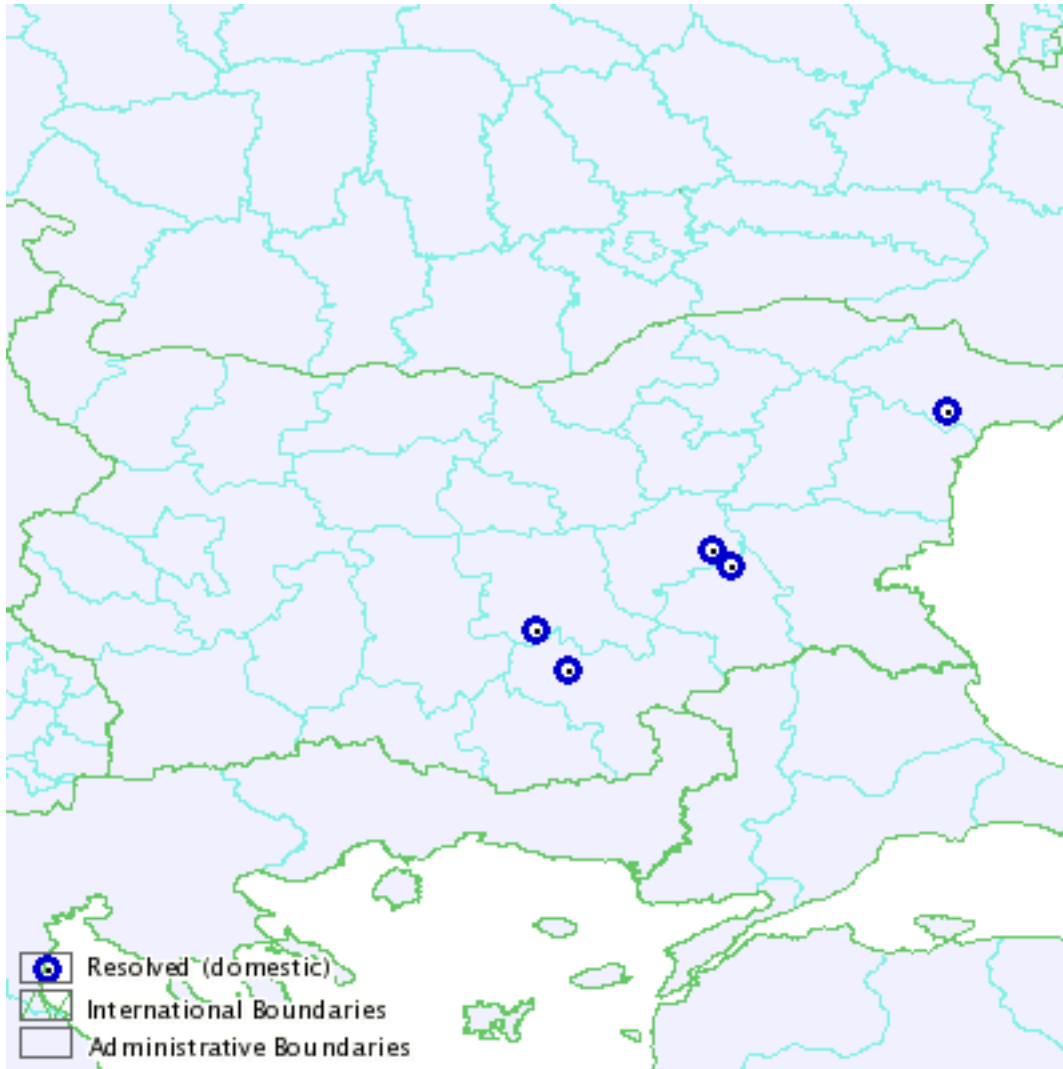 Resolved (domestic)
International Boundaries
Administrative Boundaries